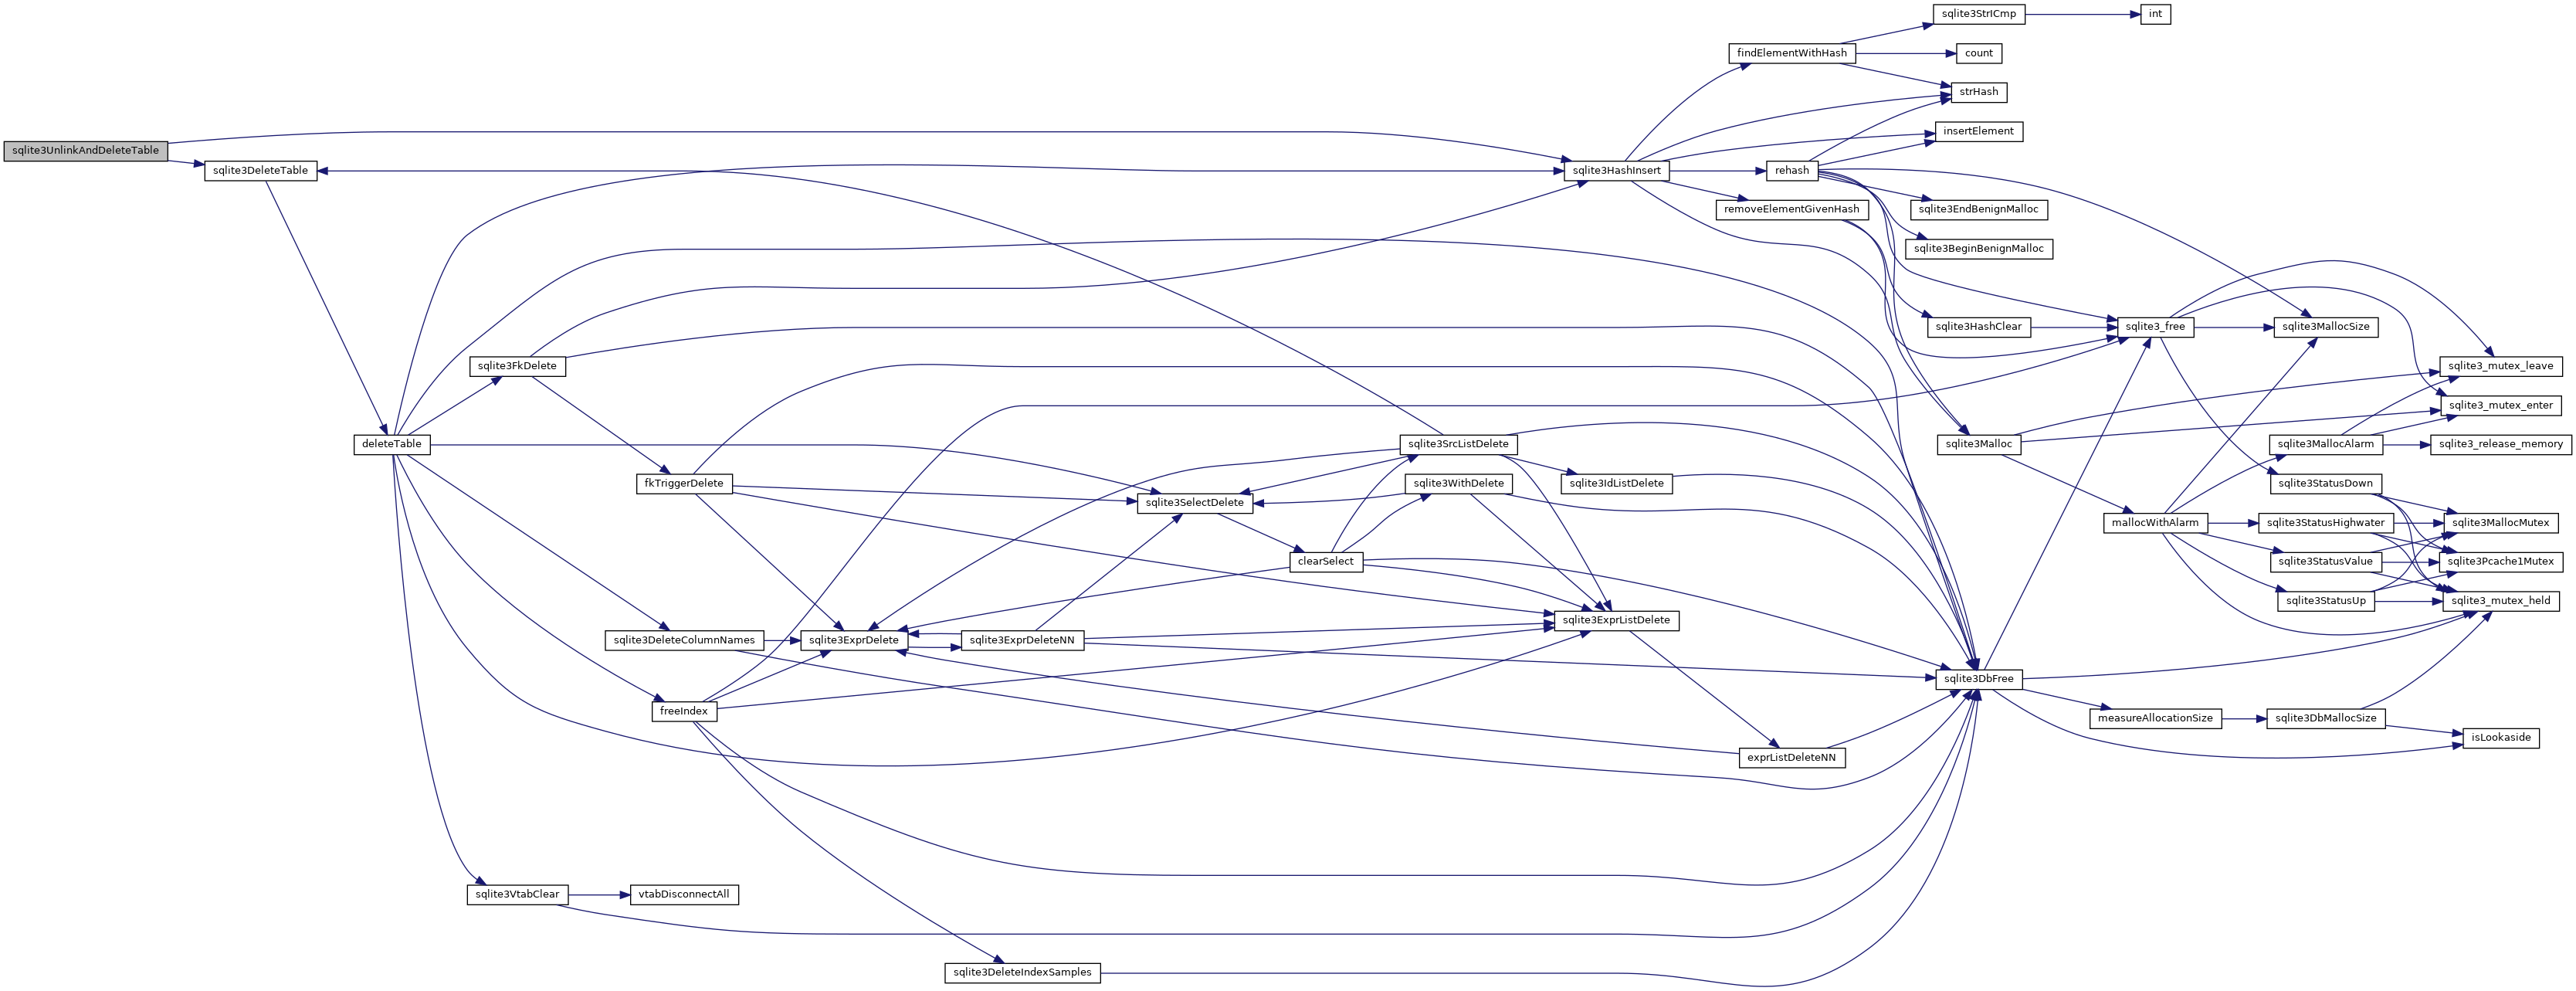 sqlite3StrICmp
int
findElementWithHash
count
strHash
insertElement
sqlite3UnlinkAndDeleteTable
sqlite3DeleteTable
sqlite3HashInsert
rehash
removeElementGivenHash
sqlite3EndBenignMalloc
sqlite3BeginBenignMalloc
sqlite3HashClear
sqlite3_free
sqlite3MallocSize
sqlite3FkDelete
sqlite3_mutex_leave
sqlite3_mutex_enter
deleteTable
sqlite3SrcListDelete
sqlite3Malloc
sqlite3MallocAlarm
sqlite3_release_memory
fkTriggerDelete
sqlite3WithDelete
sqlite3IdListDelete
sqlite3StatusDown
sqlite3SelectDelete
mallocWithAlarm
sqlite3StatusHighwater
sqlite3MallocMutex
clearSelect
sqlite3StatusValue
sqlite3Pcache1Mutex
sqlite3StatusUp
sqlite3_mutex_held
sqlite3ExprListDelete
sqlite3DeleteColumnNames
sqlite3ExprDelete
sqlite3ExprDeleteNN
sqlite3DbFree
freeIndex
measureAllocationSize
sqlite3DbMallocSize
isLookaside
exprListDeleteNN
sqlite3VtabClear
vtabDisconnectAll
sqlite3DeleteIndexSamples